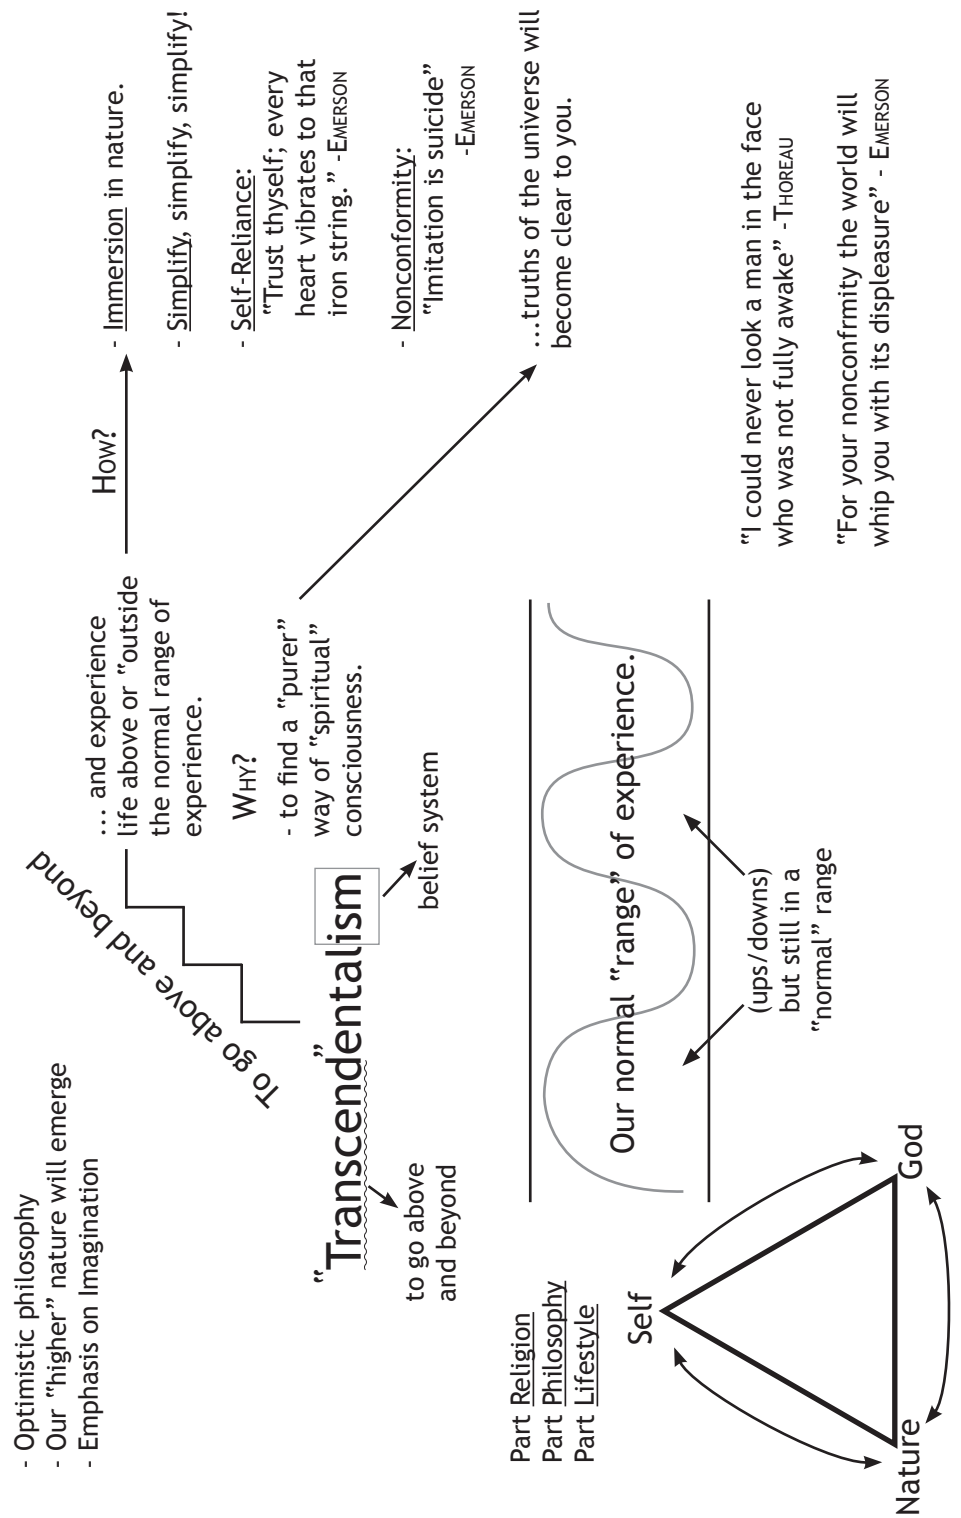 - Optimistic philosophy
- Our "higher" nature will emerge
- Emphasis on Imagination
To go above and beyond
"Transcendentalism"
to go above
and beyond
belief system
... and experience
life above or "outside
the normal range of
experience.
WHY?
- to find a "purer"
way of "spiritual"
consciousness.
HOW?
- Immersion in nature.
- Simplify, simplify, simplify!
- Self-Reliance:
"Trust thyself; every
heart vibrates to that
iron string." -EMERSON
- Nonconformity:
"Imitation is suicide"
-EMERSON
...truths of the universe will
become clear to you.
Part Religion
Part Philosophy
Part Lifestyle
Self
Nature
God
Our normal "range" of experience.
(ups/downs)
but still in a
"normal" range
"I could never look a man in the face
who was not fully awake" -THOREAU
"For your nonconfrmity the world will
whip you with its displeasure" - EMERSON